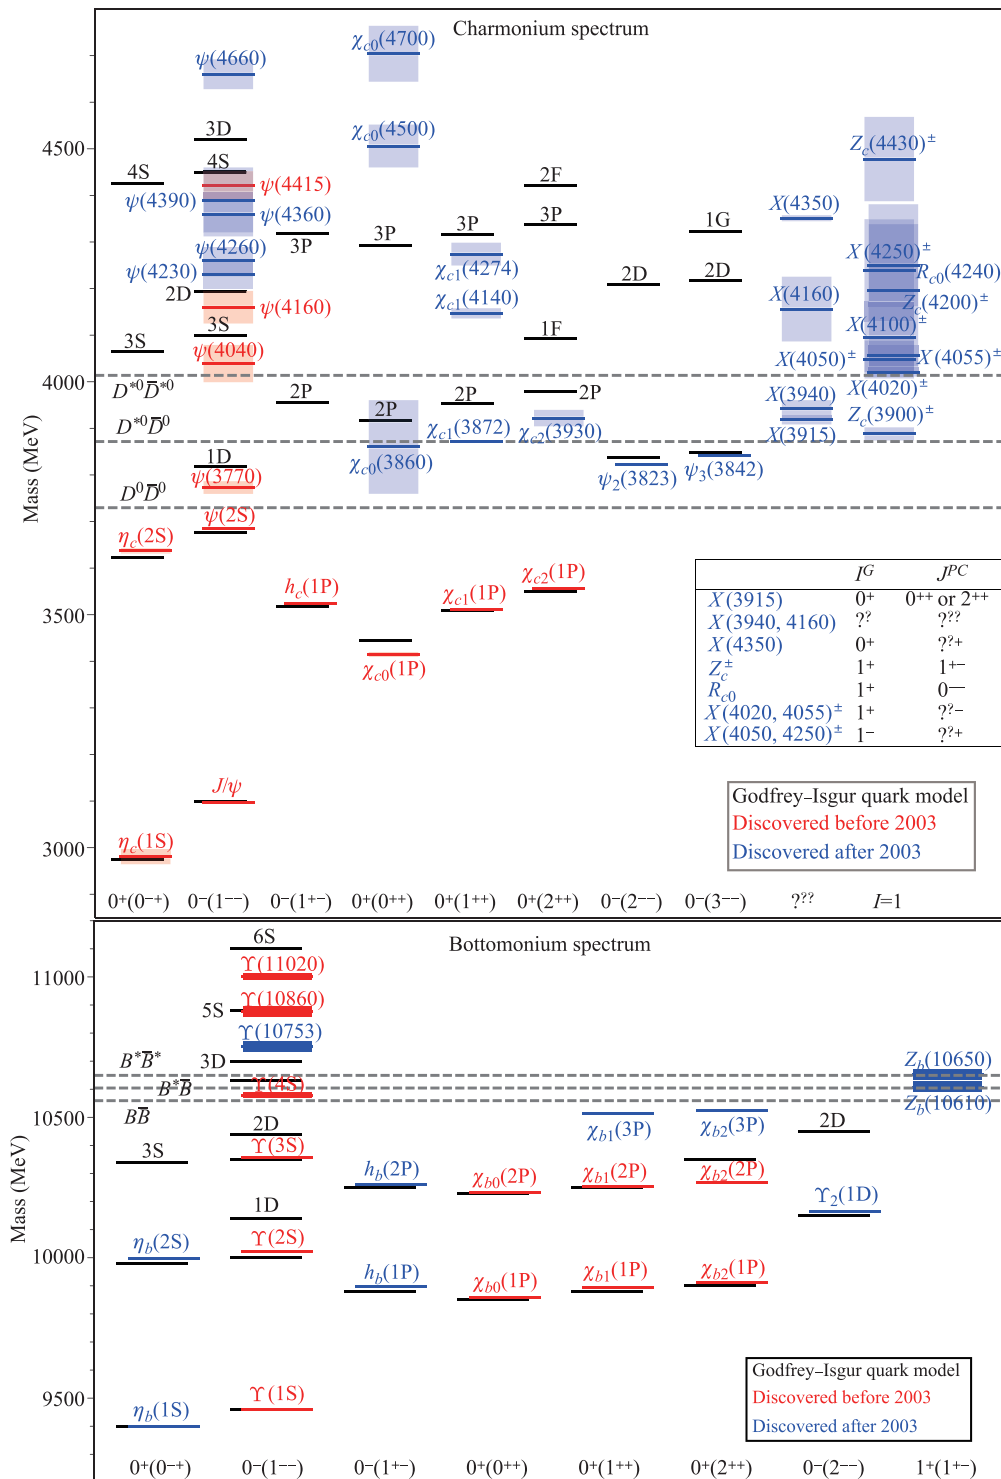 Charmonium spectrum
χc0(4700)
ψ(4660)
χc0(4500)
3D
4500
4S
4S
Zc(4430)±
2F
ψ(4415)
ψ(4390)
X(4350)
ψ(4360)
3P
3P
1G
3P
3P
ψ(4260)
X(4250)±
ψ(4230)
χc1(4274)
2D
2D
Rc0(4240)
2D
χc1(4140)
X(4160)
ψ(4160)
Zc(4200)±
3S
1F
X(4100)±
3S
ψ(4040)
X(4050)±
X(4055)±
4000
D*0D̅*0
2P
2P
2P
X(3940)
X(4020)±
2P
D*0D̅0
χc1(3872)
χc2(3930)
X(3915)
Zc(3900)±
1D
χc0(3860)
ψ(3770)
ψ2(3823)
ψ3(3842)
D0D̅0
Mass (MeV)
ψ(2S)
ηc(2S)
hc(1P)
χc1(1P)
χc2(1P)
3500
χc0(1P)
IG JPC
X(3915) 0+ 0++ or 2++
X(3940, 4160) ?? ???
X(4350) 0+ ??+
Zc± 1+ 1+−
Rc0 1+ 0−−
X(4020, 4055)± 1+ ??−
X(4050, 4250)± 1− ??+
J/ψ
Godfrey–Isgur quark model
Discovered before 2003
Discovered after 2003
ηc(1S)
3000
0+(0−+) 0−(1−−) 0−(1+−) 0+(0++) 0+(1++) 0+(2++) 0−(2−−) 0−(3−−) ??? I=1
Bottomonium spectrum
6S
11000
ϒ(11020)
ϒ(10860)
5S
ϒ(10753)
B*B̅*
3D
Zb(10650)
B*B̅
ϒ(4S)
BB̅
Zb(10610)
10500
2D
χb1(3P)
χb2(3P)
2D
3S
ϒ(3S)
hb(2P)
χb0(2P)
χb1(2P)
χb2(2P)
Mass (MeV)
1D
ϒ2(1D)
ηb(2S)
ϒ(2S)
10000
hb(1P)
χb0(1P)
χb1(1P)
χb2(1P)
Godfrey–Isgur quark model
Discovered before 2003
Discovered after 2003
9500
ηb(1S)
ϒ(1S)
0+(0−+) 0−(1−−) 0−(1+−) 0+(0++) 0+(1++) 0+(2++) 0−(2−−) 1+(1+−)